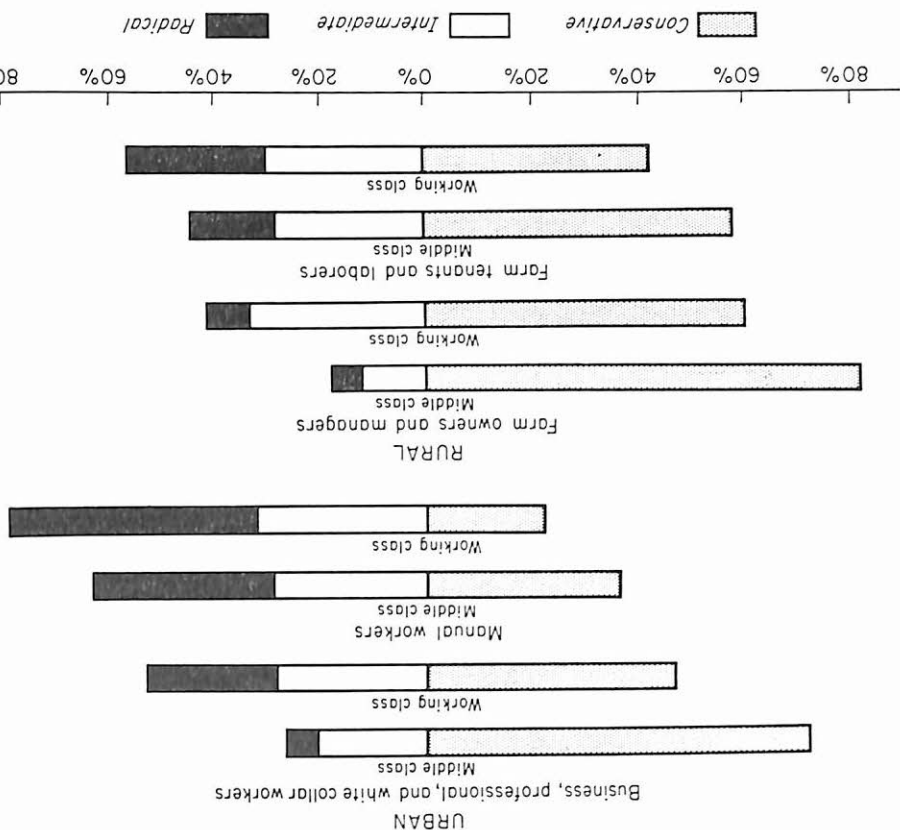 URBAN
Business, professional, and white collar workers
Middle class
Working class
Manual workers
Middle class
Working class
RURAL
Farm owners and managers
Middle class
Working class
Farm tenants and laborers
Middle class
Working class
80% 60% 40% 20% 0% 20% 40% 60% 80
Conservative Intermediate Radical